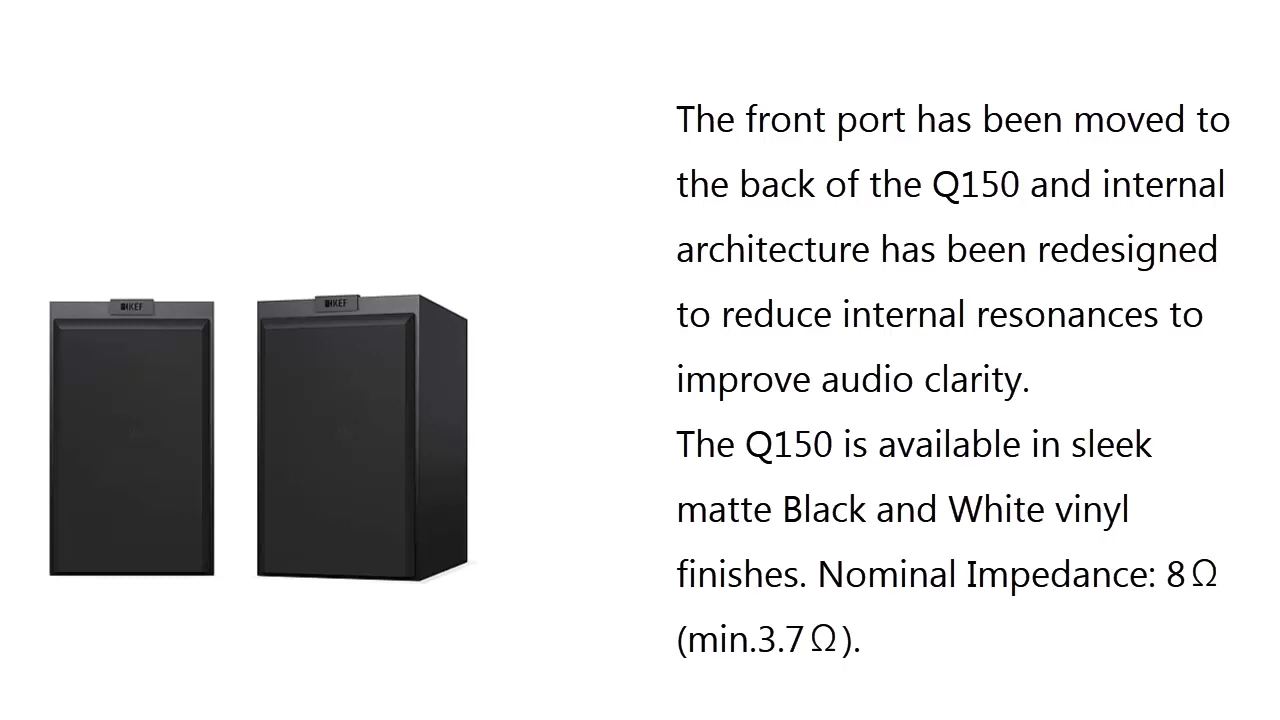 The front port has been moved to
the back of the Q150 and internal
architecture has been redesigned
to reduce internal resonances to
improve audio clarity.
The Q150 is available in sleek
matte Black and White vinyl
finishes. Nominal Impedance: 8Ω
(min.3.7Ω).
KEF
KEF